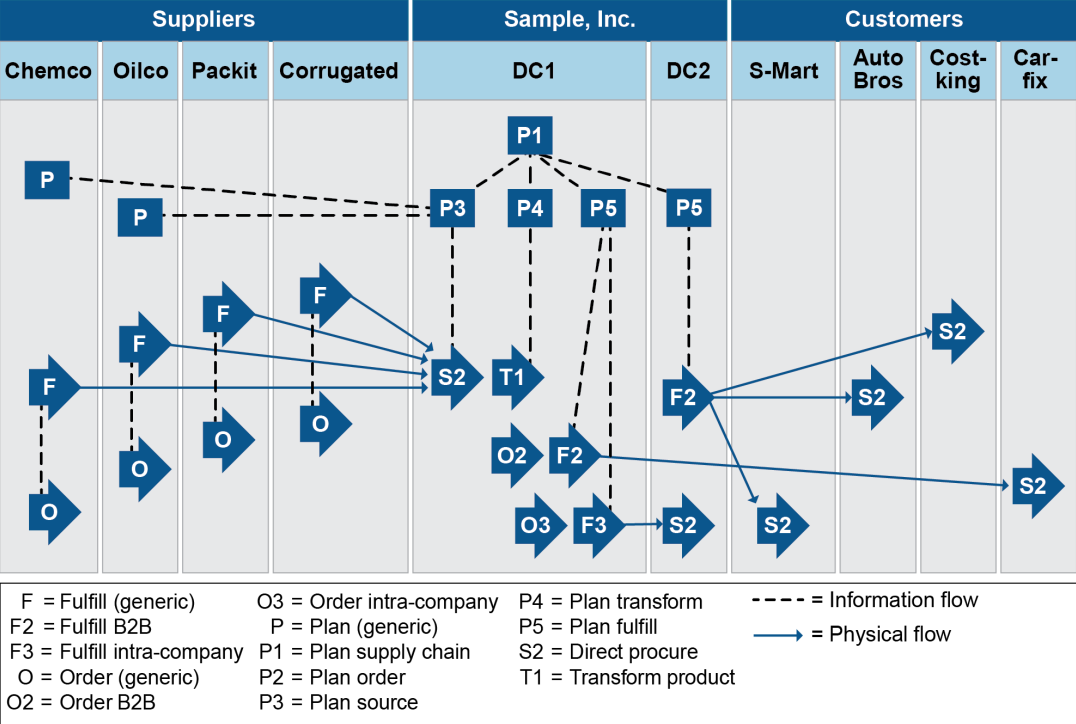 Suppliers
Sample, Inc.
Customers
Chemco
Oilco
Packit
Corrugated
DC1
DC2
S-Mart
Auto
Bros
Cost-
king
Car-
fix
P1
P
P
P3
P4
P5
P5
F
F
F
F
S2
T1
F2
S2
S2
O
O
O
O
O2
F2
S2
O3
F3
S2
S2
F = Fulfill (generic)
F2 = Fulfill B2B
F3 = Fulfill intra-company
O = Order (generic)
O2 = Order B2B
O3 = Order intra-company
P = Plan (generic)
P1 = Plan supply chain
P2 = Plan order
P3 = Plan source
P4 = Plan transform
P5 = Plan fulfill
S2 = Direct procure
T1 = Transform product
= Information flow
= Physical flow